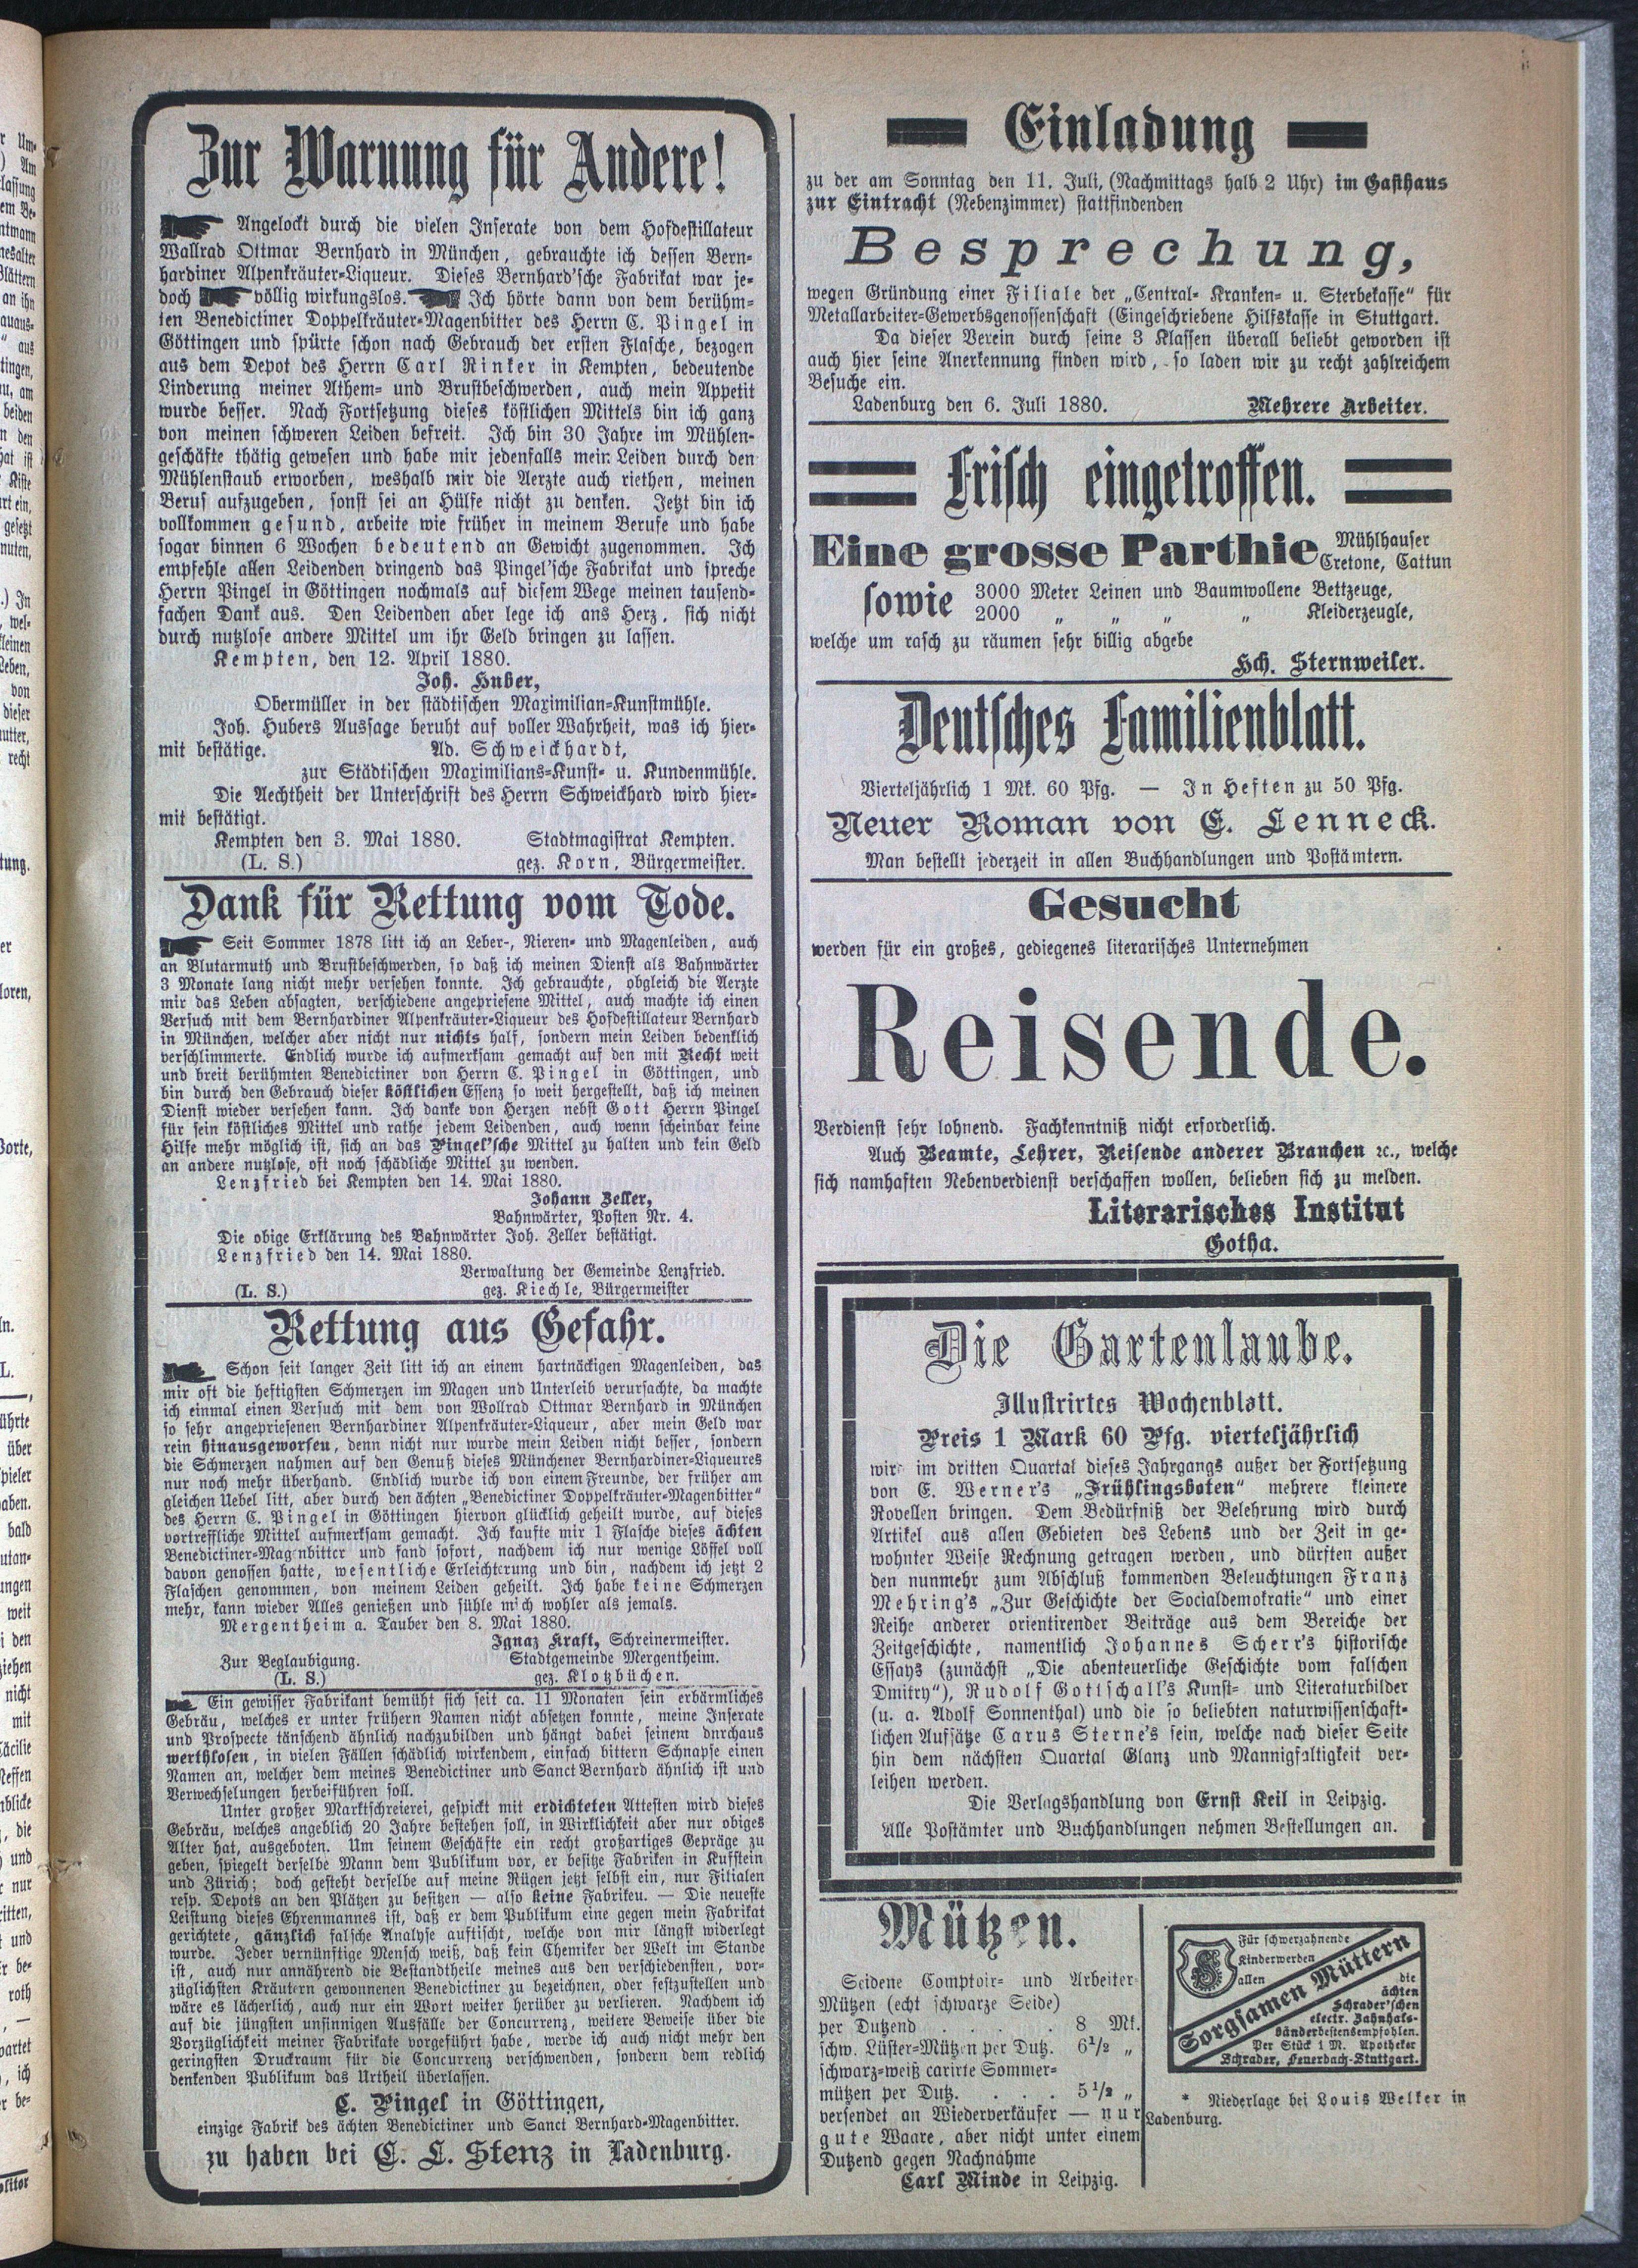 Zur Warnung für Andere!
Angelockt durch die vielen Inserate von dem Hofdestillateur
Wallrad Ottmar Bernhard in München, gebrauchte ich dessen Bern-
hardiner Alpenkräuter-Liqueur. Dieses Bernhard'sche Fabrikat war je-
doch völlig wirkungslos. Ich hörte dann von dem berühm-
ten Benedictiner Doppelkräuter-Magenbitter des Herrn C. Pingel in
Göttingen und spürte schon nach Gebrauch der ersten Flasche, bezogen
aus dem Depot des Herrn Carl Rinker in Kempten, bedeutende
Linderung meiner Athem- und Brustbeschwerden, auch mein Appetit
wurde besser. Nach Fortsetzung dieses köstlichen Mittels bin ich ganz
von meinen schweren Leiden befreit. Ich bin 30 Jahre im Mühlen-
geschäfte thätig gewesen und habe mir jedenfalls mein Leiden durch den
Mühlenstaub erworben, weshalb mir die Aerzte auch riethen, meinen
Beruf aufzugeben, sonst sei an Hülfe nicht zu denken. Jetzt bin ich
vollkommen gesund, arbeite wie früher in meinem Berufe und habe
sogar binnen 6 Wochen bedeutend an Gewicht zugenommen. Ich
empfehle allen Leidenden dringend das Pingel'sche Fabrikat und spreche
Herrn Pingel in Göttingen nochmals auf diesem Wege meinen tausend-
fachen Dank aus. Den Leidenden aber lege ich ans Herz, sich nicht
durch nutzlose andere Mittel um ihr Geld bringen zu lassen.
Kempten, den 12. April 1880.
Joh. Huber,
Obermüller in der städtischen Maximilian-Kunstmühle.
Joh. Hubers Aussage beruht auf voller Wahrheit, was ich hier-
mit bestätige. Ad. Schweickhardt,
zur Städtischen Maximilians-Kunst- u. Kundenmühle.
Die Aechtheit der Unterschrift des Herrn Schweickhard wird hier-
mit bestätigt.
Kempten den 3. Mai 1880. Stadtmagistrat Kempten.
(L. S.) gez. Korn, Bürgermeister.
Dank für Rettung vom Tode.
Seit Sommer 1878 litt ich an Leber-, Nieren- und Magenleiden, auch
an Blutarmuth und Brustbeschwerden, so daß ich meinen Dienst als Bahnwärter
3 Monate lang nicht mehr versehen konnte. Ich gebrauchte, obgleich die Aerzte
mir das Leben absagten, verschiedene angepriesene Mittel, auch machte ich einen
Versuch mit dem Bernhardiner Alpenkräuter-Liqueur des Hofdestillateur Bernhard
in München, welcher aber nicht nur nichts half, sondern mein Leiden bedenklich
verschlimmerte. Endlich wurde ich aufmerksam gemacht auf den mit Recht weit
und breit berühmten Benedictiner von Herrn C. Pingel in Göttingen, und
bin durch den Gebrauch dieser köstlichen Essenz so weit hergestellt, daß ich meinen
Dienst wieder versehen kann. Ich danke von Herzen nebst Gott Herrn Pingel
für sein köstliches Mittel und rathe jedem Leidenden, auch wenn scheinbar keine
Hilfe mehr möglich ist, sich an das Pingel'sche Mittel zu halten und kein Geld
an andere nutzlose, oft noch schädliche Mittel zu wenden.
Lenzfried bei Kempten den 14. Mai 1880.
Johann Zeller,
Bahnwärter, Posten Nr. 4.
Die obige Erklärung des Bahnwärter Joh. Zeller bestätigt.
Lenzfried den 14. Mai 1880.
Verwaltung der Gemeinde Lenzfried.
(L. S.) gez. Kiechle, Bürgermeister
Rettung aus Gefahr.
Schon seit langer Zeit litt ich an einem hartnäckigen Magenleiden, das
mir oft die heftigsten Schmerzen im Magen und Unterleib verursachte, da machte
ich einmal einen Versuch mit dem von Wollrad Ottmar Bernhard in München
so sehr angepriesenen Bernhardiner Alpenkräuter-Liqueur, aber mein Geld war
rein hinausgeworfen, denn nicht nur wurde mein Leiden nicht besser, sondern
die Schmerzen nahmen auf den Genuß dieses Münchener Bernhardiner-Liqueures
nur noch mehr überhand. Endlich wurde ich von einem Freunde, der früher am
gleichen Uebel litt, aber durch den ächten „Benedictiner Doppelkräuter-Magenbitter"
des Herrn C. Pingel in Göttingen hiervon glücklich geheilt wurde, auf dieses
vortreffliche Mittel aufmerksam gemacht. Ich kaufte mir 1 Flasche dieses ächten
Benedictiner-Mag nbitter und fand sofort, nachdem ich nur wenige Löffel voll
davon genossen hatte, wesentliche Erleichterung und bin, nachdem ich jetzt 2
Flaschen genommen, von meinem Leiden geheilt. Ich habe keine Schmerzen
mehr, kann wieder Alles genießen und fühle mich wohler als jemals.
Mergentheim a. Tauber den 8. Mai 1880.
Ignaz Kraft, Schreinermeister.
Zur Beglaubigung. Stadtgemeinde Mergentheim.
(L. S.) gez. Klotzbüchen.
Ein gewisser Fabrikant bemüht sich seit ca. 11 Monaten sein erbärmliches
Gebräu, welches er unter frühern Namen nicht absetzen konnte, meine Inserate
und Prospecte tänschend ähnlich nachzubilden und hängt dabei seinem dnrchaus
werthlosen, in vielen Fällen schädlich wirkendem, einfach bittern Schnapse einen
Namen an, welcher dem meines Benedictiner und Sanct Bernhard ähnlich ist und
Verwechselungen herbeiführen soll.
Unter großer Marktschreierei, gespickt mit erdichteten Attesten wird dieses
Gebräu, welches angeblich 20 Jahre bestehen soll, in Wirklichkeit aber nur obiges
Alter hat, ausgeboten. Um seinem Geschäfte ein recht großartiges Gepräge zu
geben, spiegelt derselbe Mann dem Publikum vor, er besitze Fabriken in Kufstein
und Zürich; doch gesteht derselbe auf meine Rügen jetzt selbst ein, nur Filialen
resp. Depots an den Plätzen zu besitzen — also keine Fabriken. — Die neueste
Leistung dieses Ehrenmannes ist, daß er dem Publikum eine gegen mein Fabrikat
gerichtete, gänzlich falsche Analyse auftischt, welche von mir längst widerlegt
wurde. Jeder vernünftige Mensch weiß, daß kein Chemiker der Welt im Stande
ist, auch nur annährend die Bestandtheile meines aus den verschiedensten, vor-
züglichsten Kräutern gewonnenen Benedictiner zu bezeichnen, oder festzustellen und
wäre es lächerlich, auch nur ein Wort weiter herüber zu verlieren. Nachdem ich
auf die jüngsten unsinnigen Ausfälle der Concurrenz, weitere Beweise über die
Vorzüglichkeit meiner Fabrikate vorgeführt habe, werde ich auch nicht mehr den
geringsten Druckraum für die Concurrenz verschwenden, sondern dem redlich
denkenden Publikum das Urtheil überlassen.
C. Pingel in Göttingen,
einzige Fabrik des ächten Benedictiner und Sanct Bernhard-Magenbitter.
zu haben bei C. L. Stenz in Ladenburg.
Einladung
zu der am Sonntag den 11. Juli, (Nachmittags halb 2 Uhr) im Gasthaus
zur Eintracht (Nebenzimmer) stattfindenden
Besprechung,
wegen Gründung einer Filiale der „Central- Kranken- u. Sterbekasse" für
Metallarbeiter-Gewerbsgenossenschaft (Eingeschriebene Hilfskasse in Stuttgart.
Da dieser Verein durch seine 3 Klassen überall beliebt geworden ist
auch hier seine Anerkennung finden wird, so laden wir zu recht zahlreichem
Besuche ein.
Ladenburg den 6. Juli 1880. Mehrere Arbeiter.
Frisch eingetroffen.
Eine grosse Parthie Mühlhauser
Cretone, Cattun
sowie 3000 Meter Leinen und Baumwollene Bettzeuge,
2000 „ „ „ „ Kleiderzeugle,
welche um rasch zu räumen sehr billig abgebe
Hch. Sternweiler.
Deutsches Familienblatt.
Vierteljährlich 1 Mk. 60 Pfg. — In Heften zu 50 Pfg.
Neuer Roman von E. Lenneck.
Man bestellt jederzeit in allen Buchhandlungen und Postämtern.
Gesucht
werden für ein großes, gediegenes literarisches Unternehmen
Reisende.
Verdienst sehr lohnend. Fachkenntniß nicht erforderlich.
Auch Beamte, Lehrer, Reisende anderer Branchen ꝛc., welche
sich namhaften Nebenverdienst verschaffen wollen, belieben sich zu melden.
Literarisches Institut
Gotha.
Die Gartenlaube.
Illustrirtes Wochenblatt.
Preis 1 Mark 60 Pfg. vierteljährlich
wir im dritten Quartal dieses Jahrgangs außer der Fortsetzung
von E. Werner's „Frühlingsboten" mehrere kleinere
Novellen bringen. Dem Bedürfniß der Belehrung wird durch
Artikel aus allen Gebieten des Lebens und der Zeit in ge-
wohnter Weise Rechnung getragen werden, und dürften außer
den nunmehr zum Abschluß kommenden Beleuchtungen Franz
Mehring's „Zur Geschichte der Socialdemokratie" und einer
Reihe anderer orientirender Beiträge aus dem Bereiche der
Zeitgeschichte, namentlich Johannes Scherr's historische
Essays (zunächst „Die abenteuerliche Geschichte vom falschen
Dmitry"), Rudolf Gottschall's Kunst- und Literaturbilder
(u. a. Adolf Sonnenthal) und die so beliebten naturwissenschaft-
lichen Aufsätze Carus Sterne's sein, welche nach dieser Seite
hin dem nächsten Quartal Glanz und Mannigfaltigkeit ver-
leihen werden.
Die Verlagshandlung von Ernst Keil in Leipzig.
Alle Postämter und Buchhandlungen nehmen Bestellungen an.
Mützen.
Seidene Comptoir- und Arbeiter
Mützen (echt schwarze Seide)
per Dutzend . . . . . 8 Mk.
schw. Lüster-Mützen per Dutz. 6½ „
schwarz-weiß carirte Sommer-
mützen per Dutz. . . . 5½ „
versendet an Wiederverkäufer — nur
gute Waare, aber nicht unter einem
Dutzend gegen Nachnahme
Carl Minde in Leipzig.
Für schwerzahnende
Kinder werden
allen
Sorgsamen Müttern
die
ächten
Schrader'schen
electr. Zahnhals-
bänder bestens empfohlen.
Per Stück 1 M. Apotheker
Schrader, Feuerbach-Stuttgart.
* Niederlage bei Louis Welker in
Ladenburg.